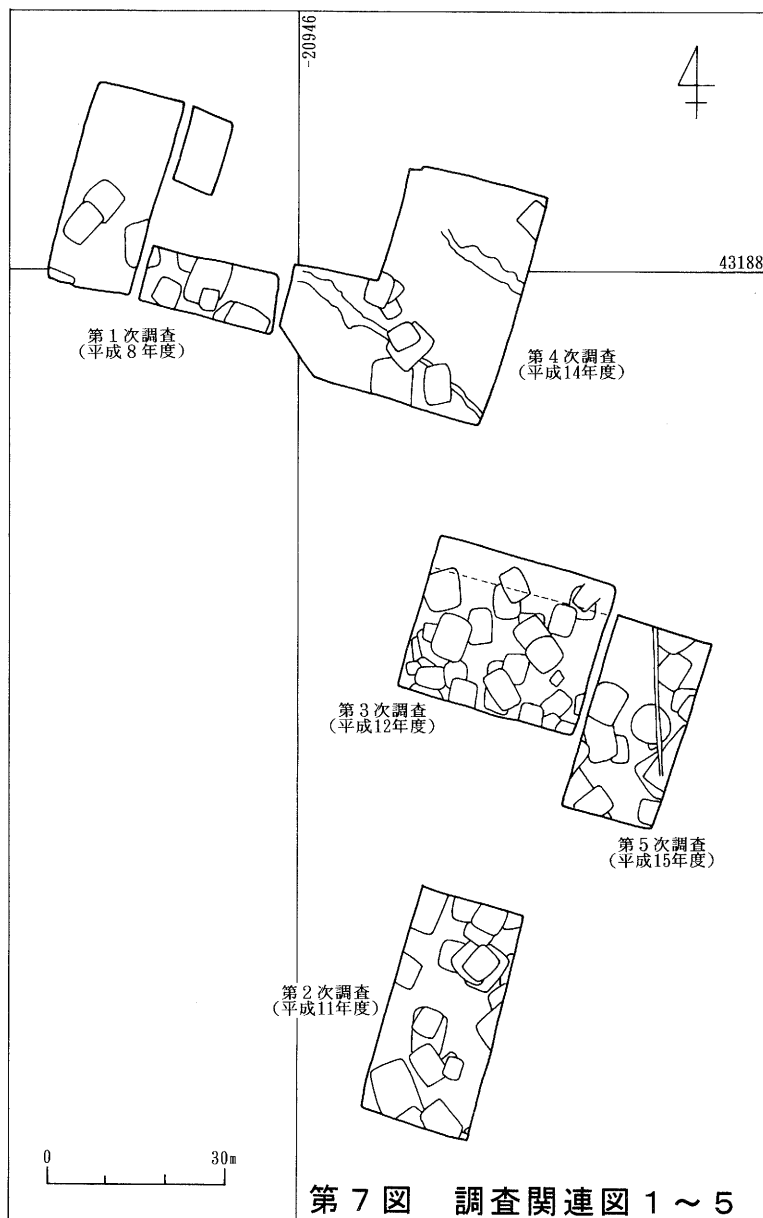 -20946
43188
第１次調査
（平成８年度）
第４次調査
（平成14年度）
第３次調査
（平成12年度）
第５次調査
（平成15年度）
第２次調査
（平成11年度）
0 30m
第７図 調査関連図１～５